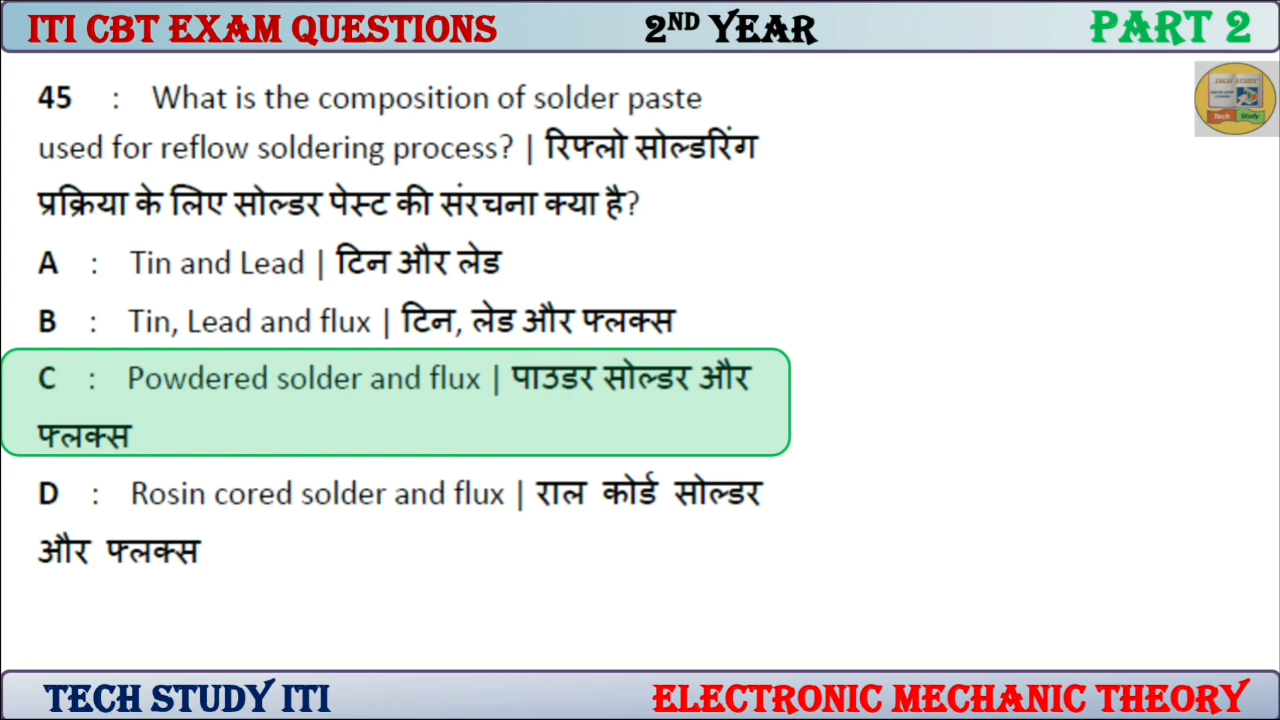 ITI CBT EXAM QUESTIONS 2ND YEAR PART 2
45 : What is the composition of solder paste
used for reflow soldering process? | रिफ्लो सोल्डरिंग
प्रक्रिया के लिए सोल्डर पेस्ट की संरचना क्या है?
A : Tin and Lead | टिन और लेड
B : Tin, Lead and flux | टिन, लेड और फ्लक्स
C : Powdered solder and flux | पाउडर सोल्डर और
फ्लक्स
D : Rosin cored solder and flux | राल कोर्ड सोल्डर
और फ्लक्स
Tech Study
TECH STUDY ITI ELECTRONIC MECHANIC THEORY